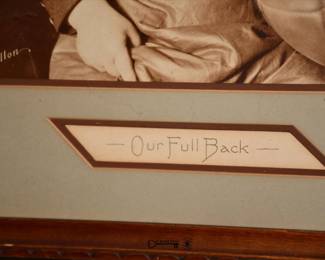 — Our Full Back —